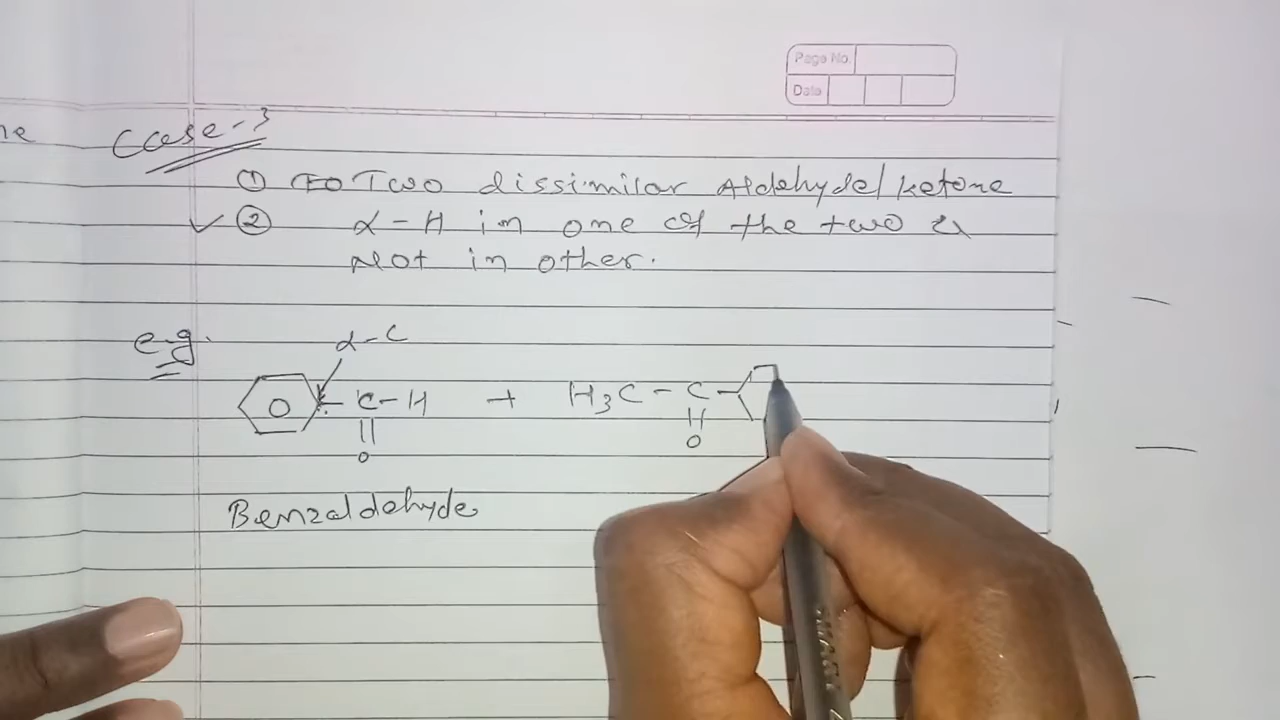 Page No.
Date
ne
Case-3
① Two dissimilar Aldehyde/ketone
② α-H in one of the two &
Not in other.
e.g.
α-C
C-H + H3C-C
O O
O
Benzaldehyde